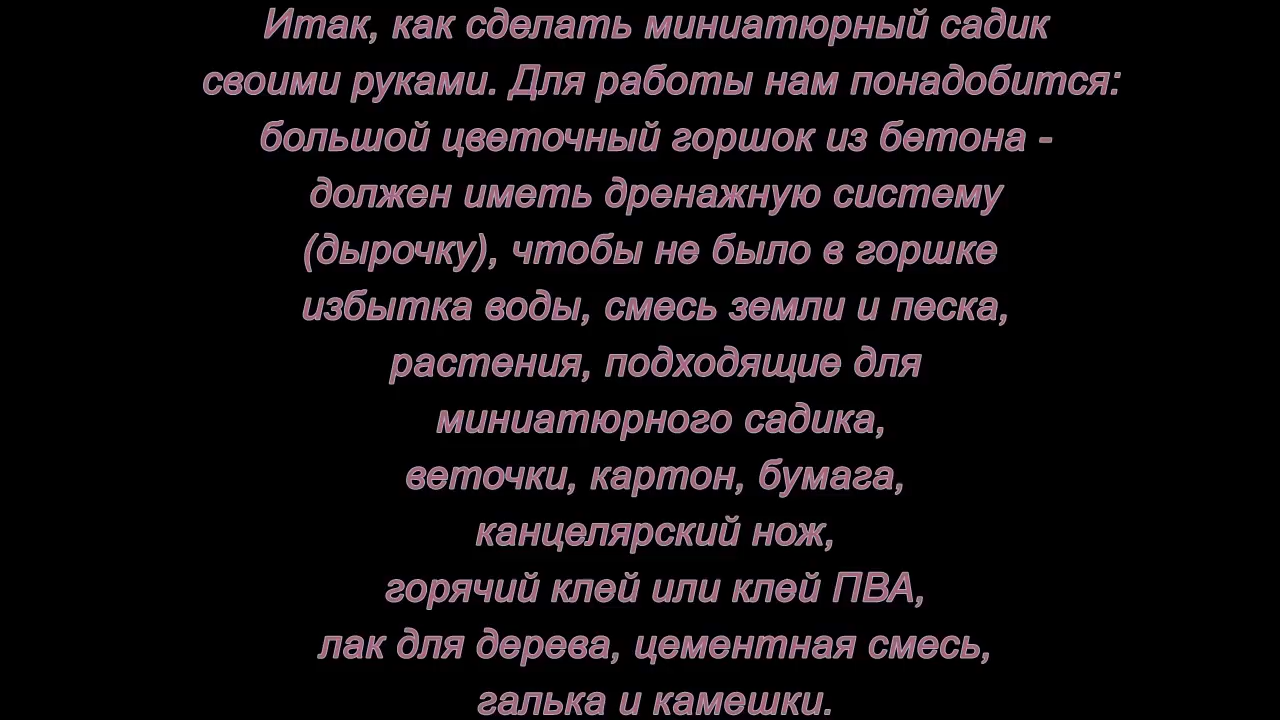 Итак, как сделать миниатюрный садик
своими руками. Для работы нам понадобится:
большой цветочный горшок из бетона -
должен иметь дренажную систему
(дырочку), чтобы не было в горшке
избытка воды, смесь земли и песка,
растения, подходящие для
миниатюрного садика,
веточки, картон, бумага,
канцелярский нож,
горячий клей или клей ПВА,
лак для дерева, цементная смесь,
галька и камешки.